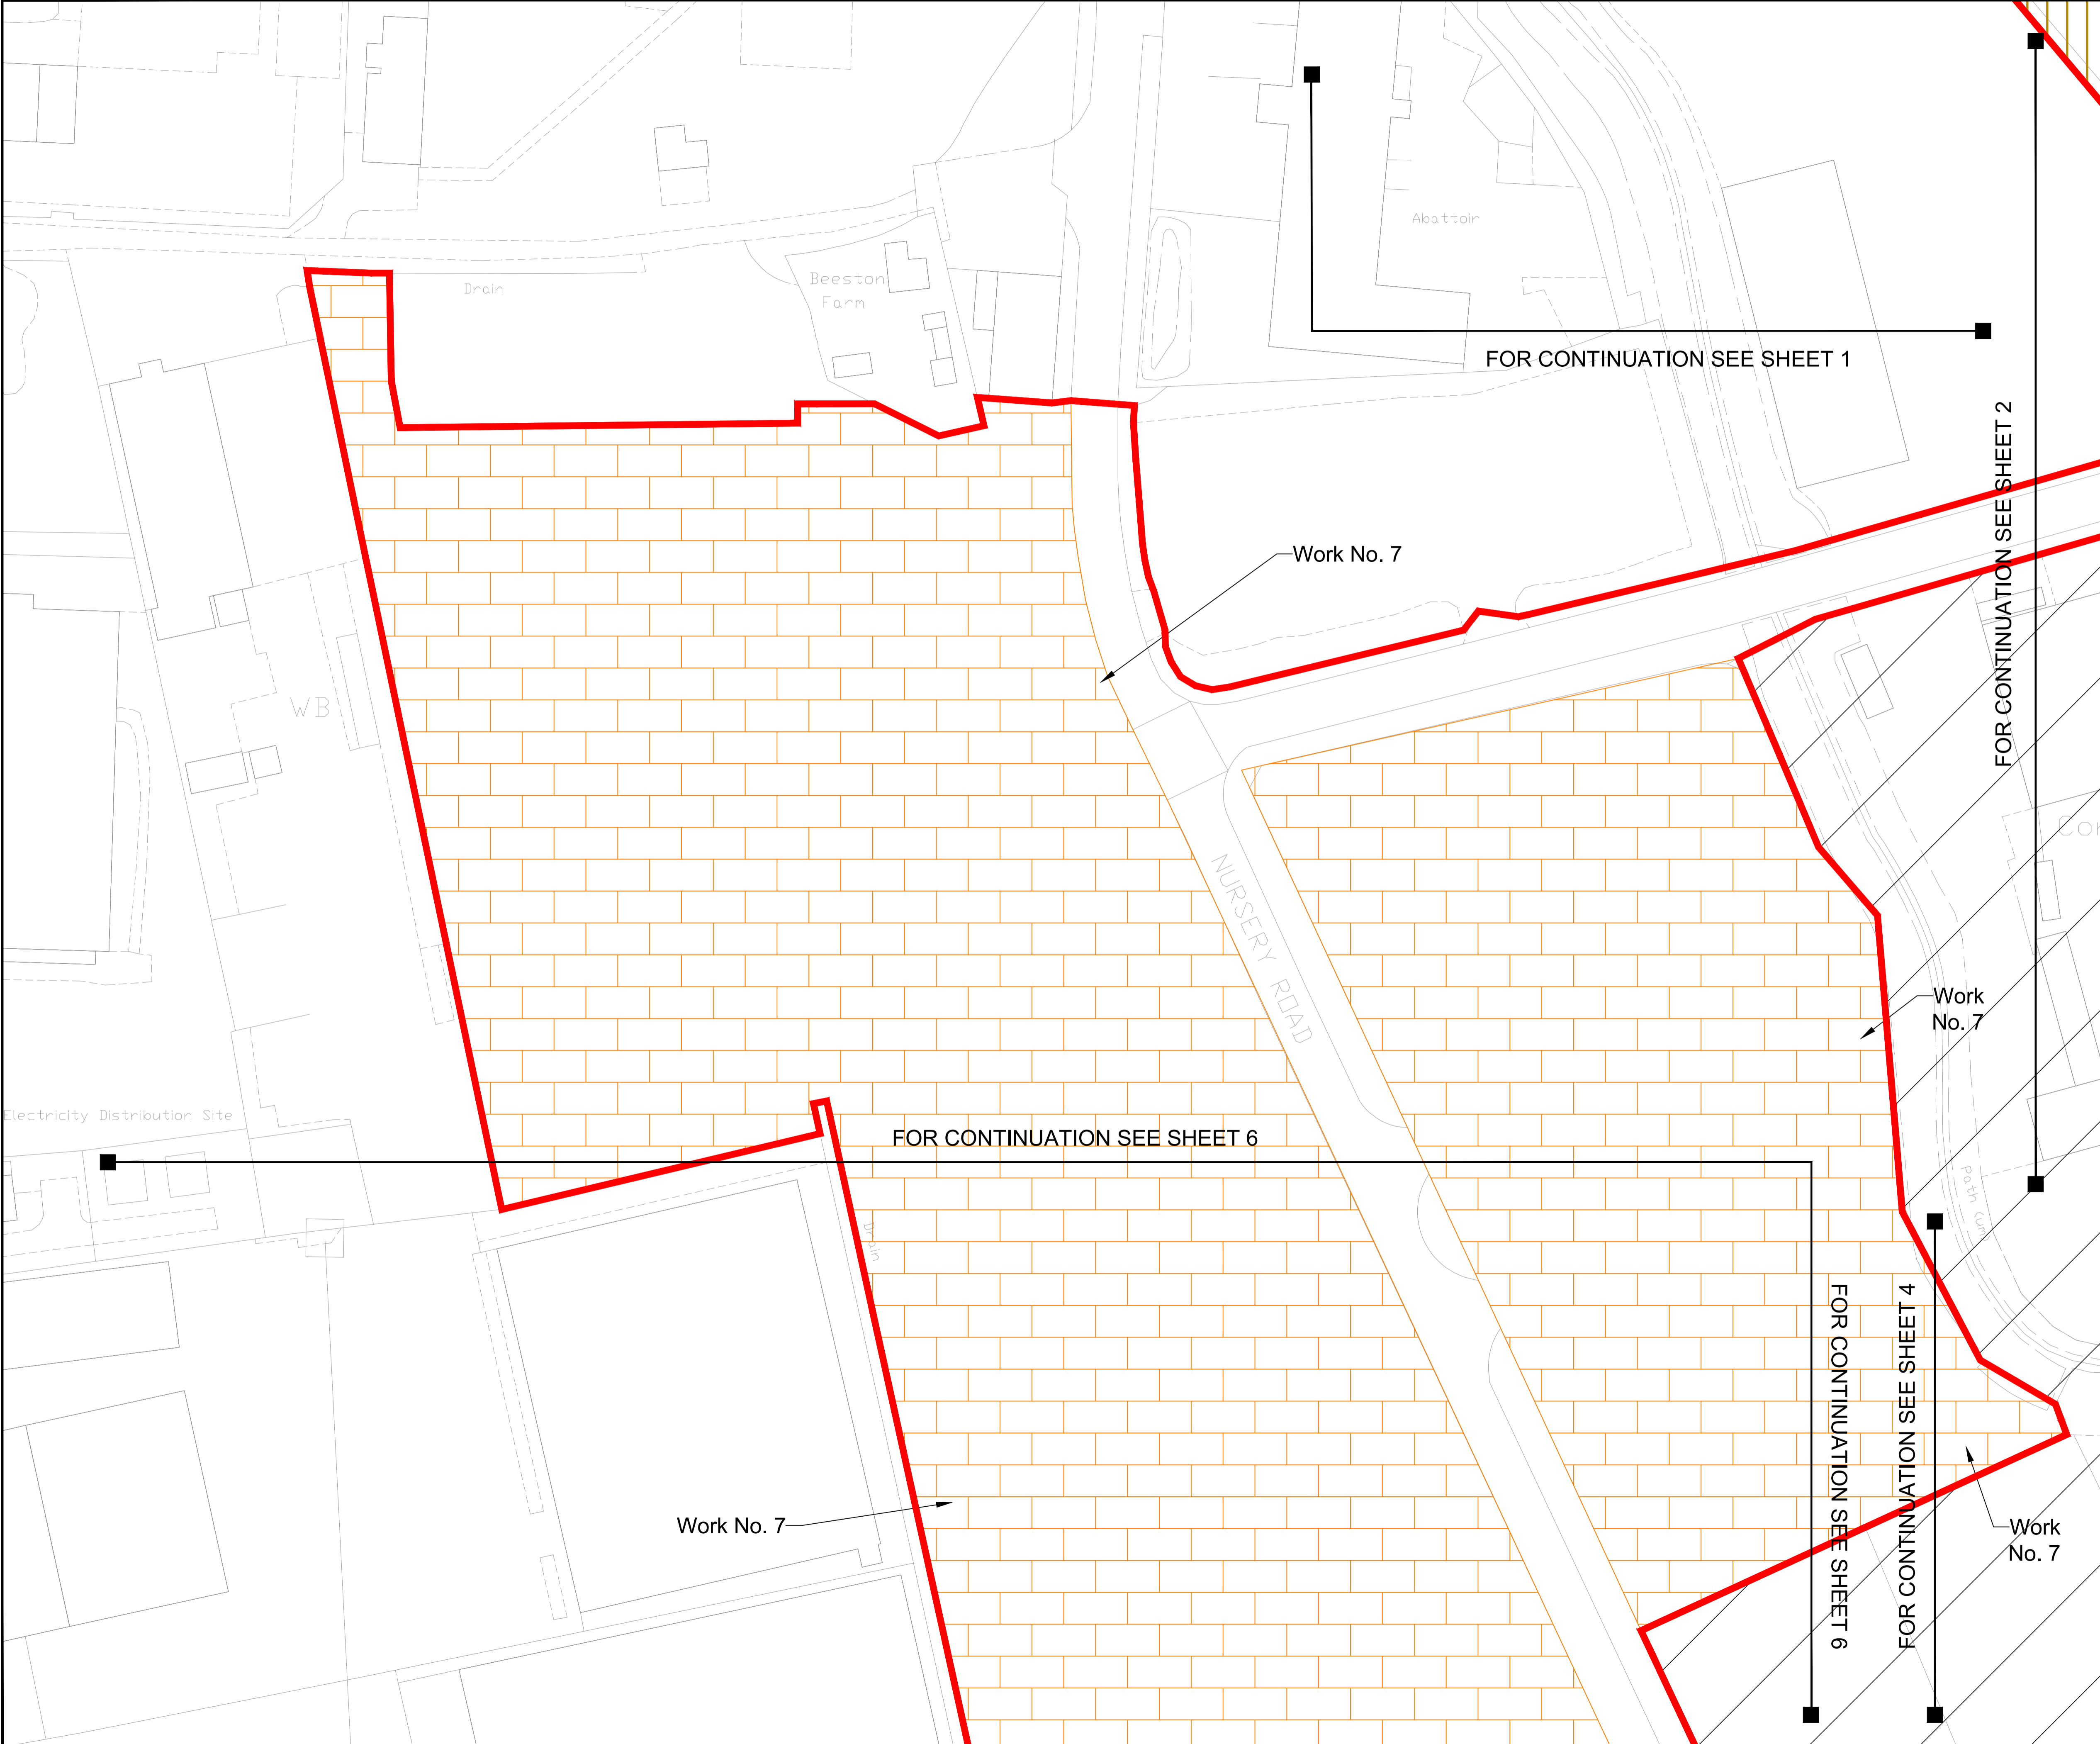 Abattoir
Beeston
Farm
Drain
FOR CONTINUATION SEE SHEET 1
FOR CONTINUATION SEE SHEET 2
Work No. 7
WB
NURSERY ROAD
Work
No. 7
Electricity Distribution Site
FOR CONTINUATION SEE SHEET 6
Path (um)
Drain
FOR CONTINUATION SEE SHEET 6
FOR CONTINUATION SEE SHEET 4
Work No. 7
Work
No. 7